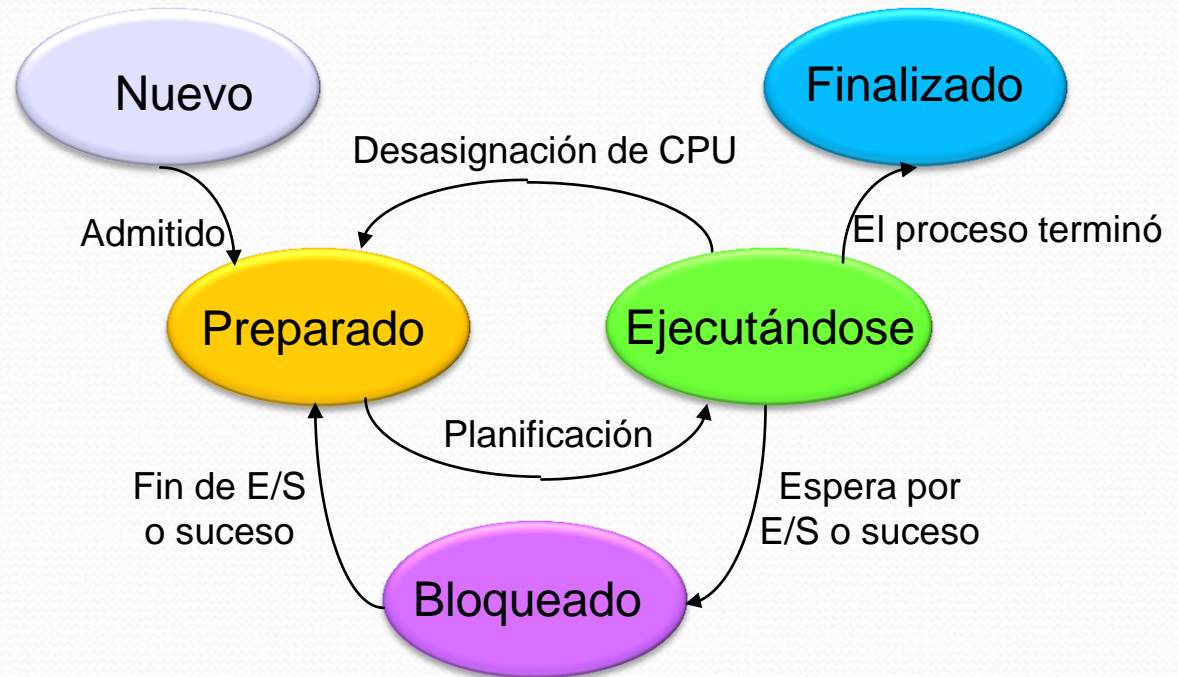 Nuevo
Finalizado
Desasignación de CPU
Admitido
El proceso terminó
Preparado
Ejecutándose
Planificación
Fin de E/S
o suceso
Espera por
E/S o suceso
Bloqueado